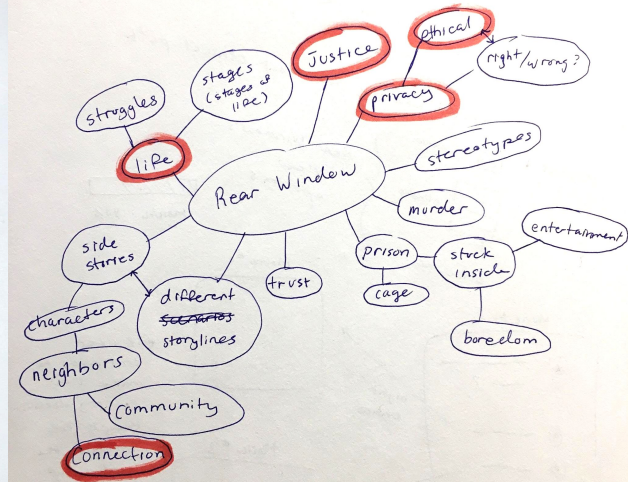 ethical
Justice
right/wrong?
stages
(stages of
life)
struggles
privacy
life
stereotypes
Rear Window
murder
side
stories
prison
stuck
inside
entertainment
trust
cage
different
scenarios
storylines
characters
boredom
neighbors
community
Connection